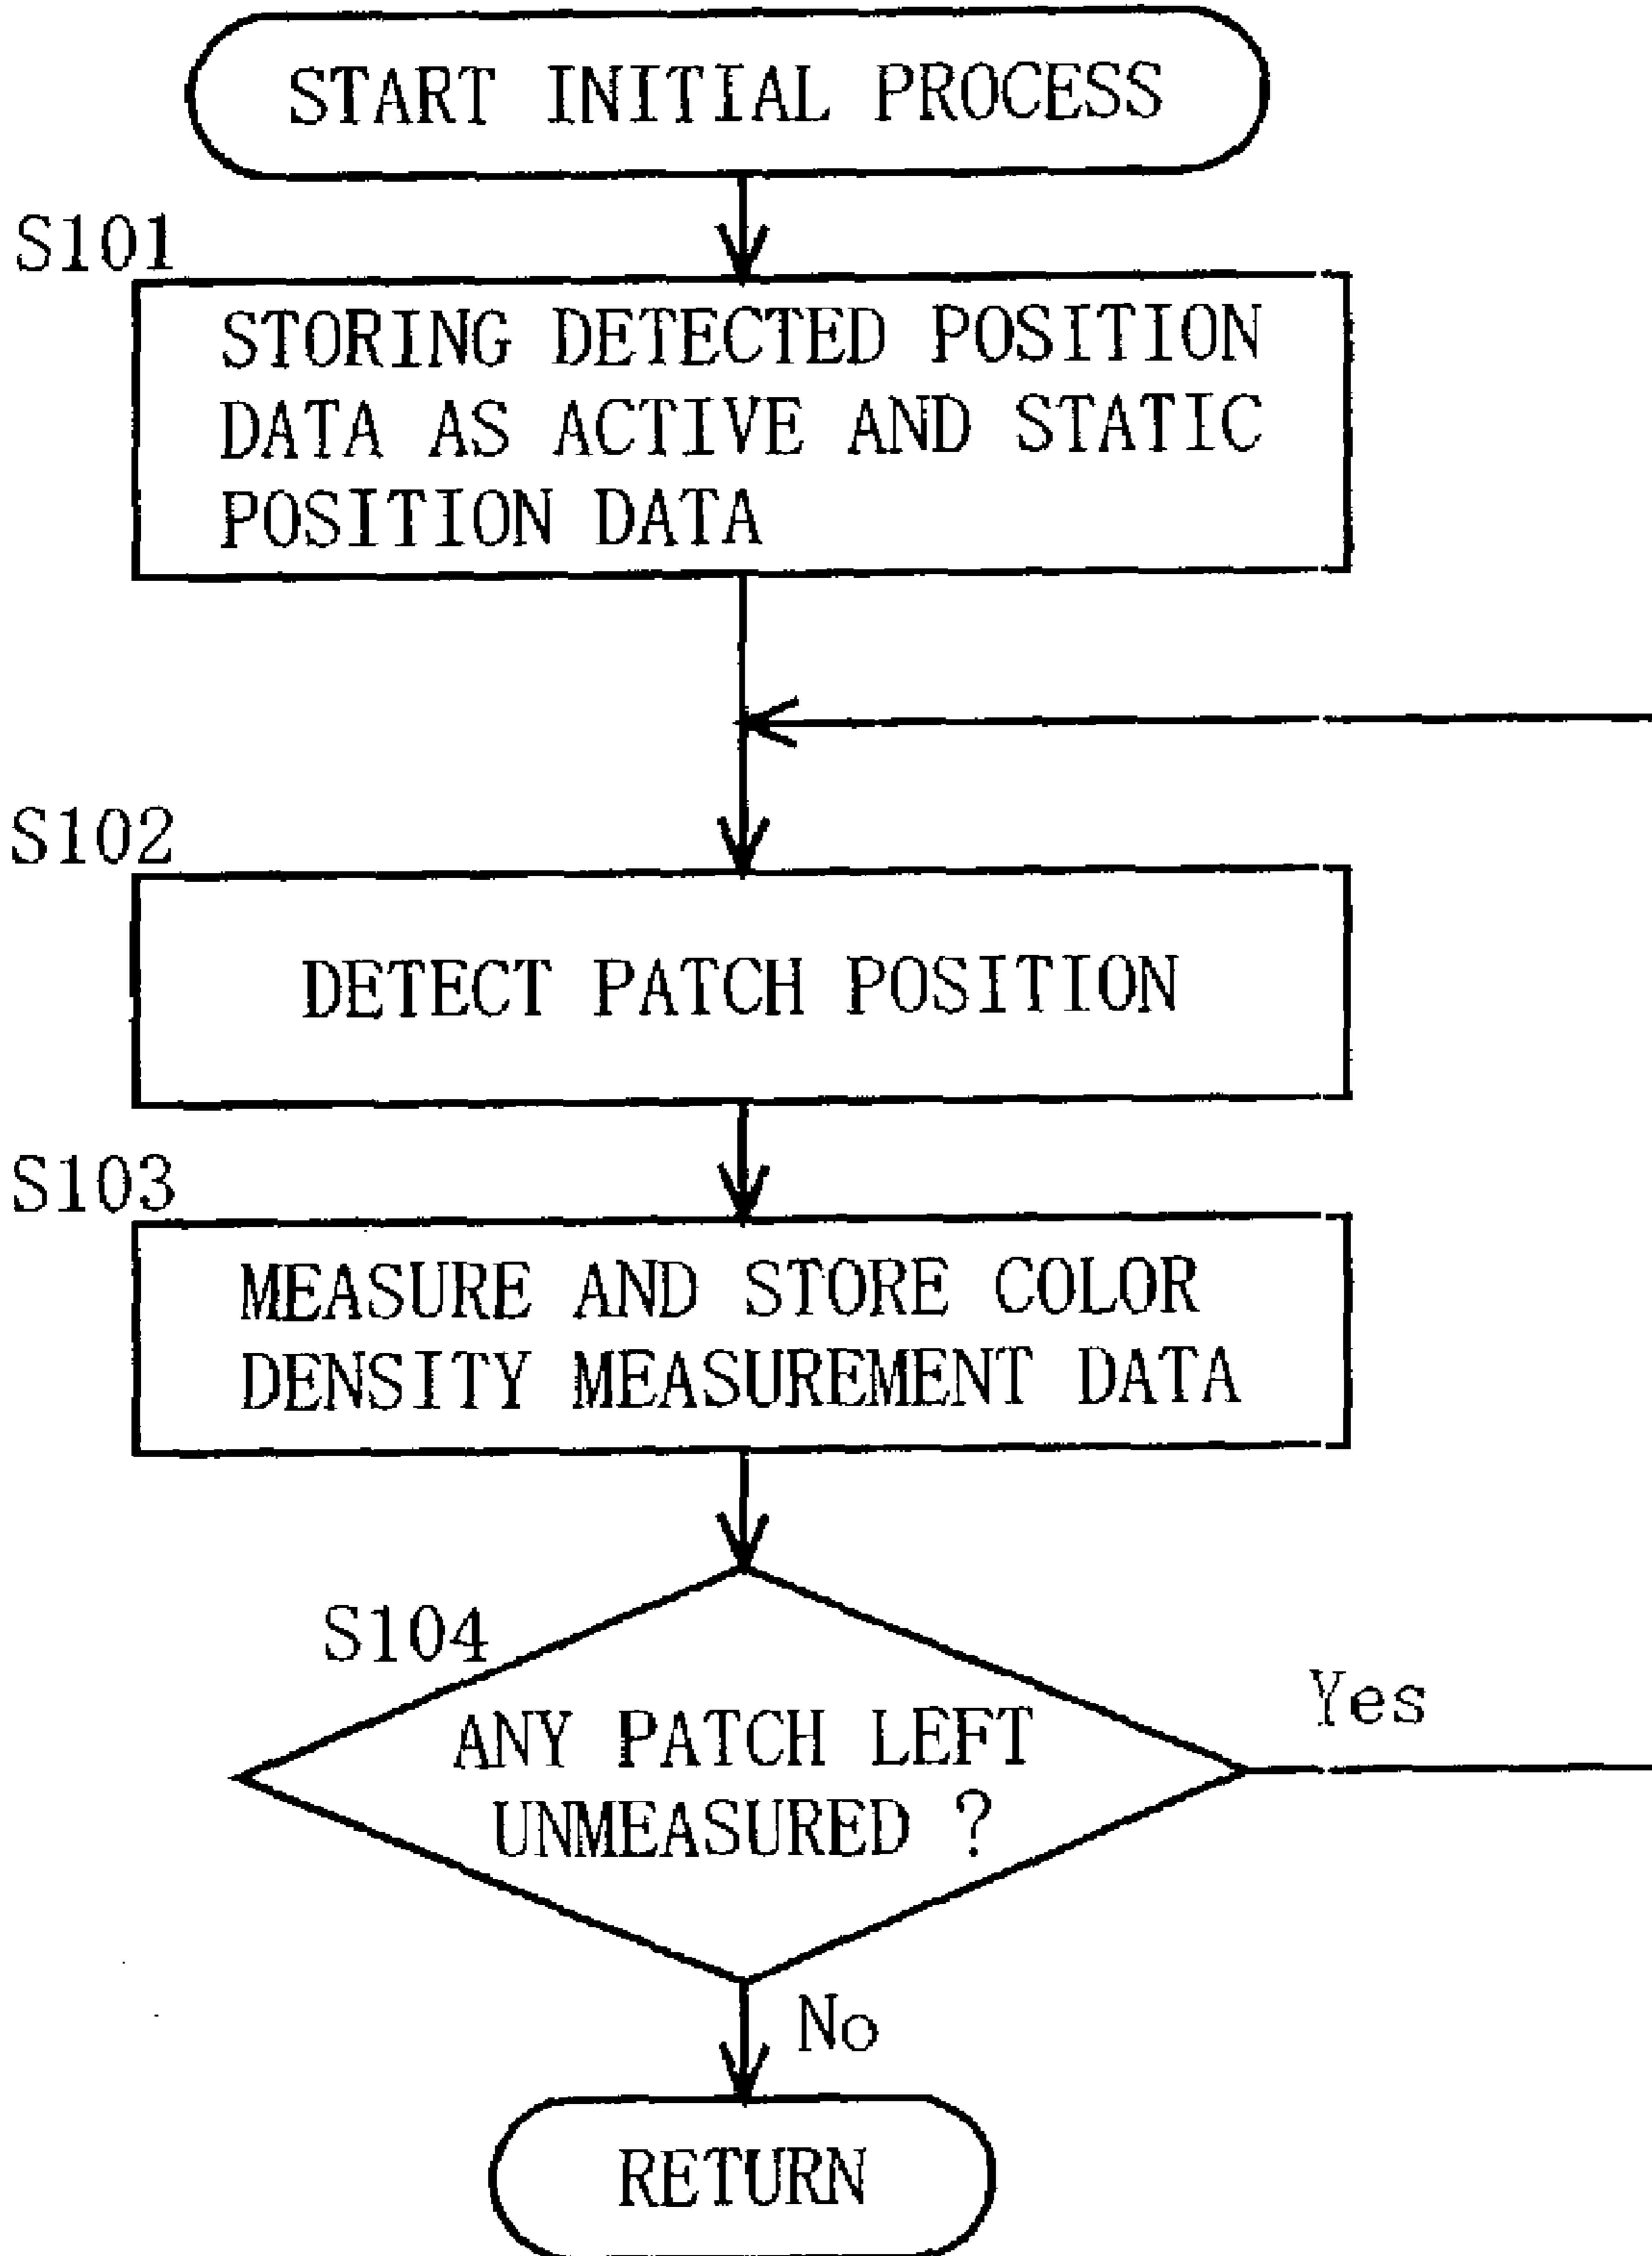 START INITIAL PROCESS
S101
STORING DETECTED POSITION
DATA AS ACTIVE AND STATIC
POSITION DATA
S102
DETECT PATCH POSITION
S103
MEASURE AND STORE COLOR
DENSITY MEASUREMENT DATA
S104
ANY PATCH LEFT
UNMEASURED ?
Yes
No
RETURN